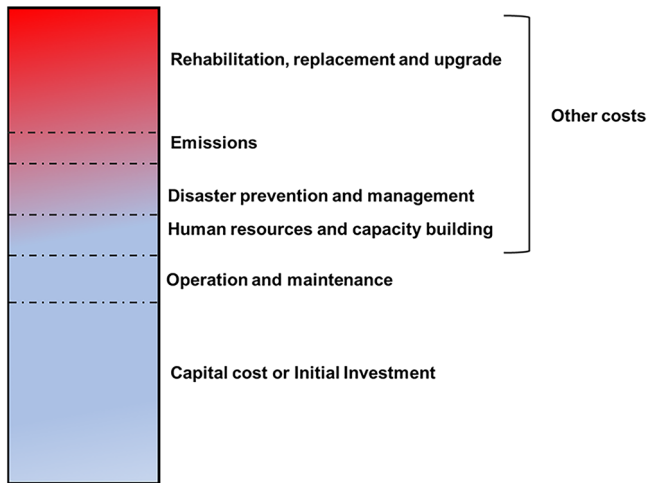 Rehabilitation, replacement and upgrade
Other costs
Emissions
Disaster prevention and management
Human resources and capacity building
Operation and maintenance
Capital cost or Initial Investment